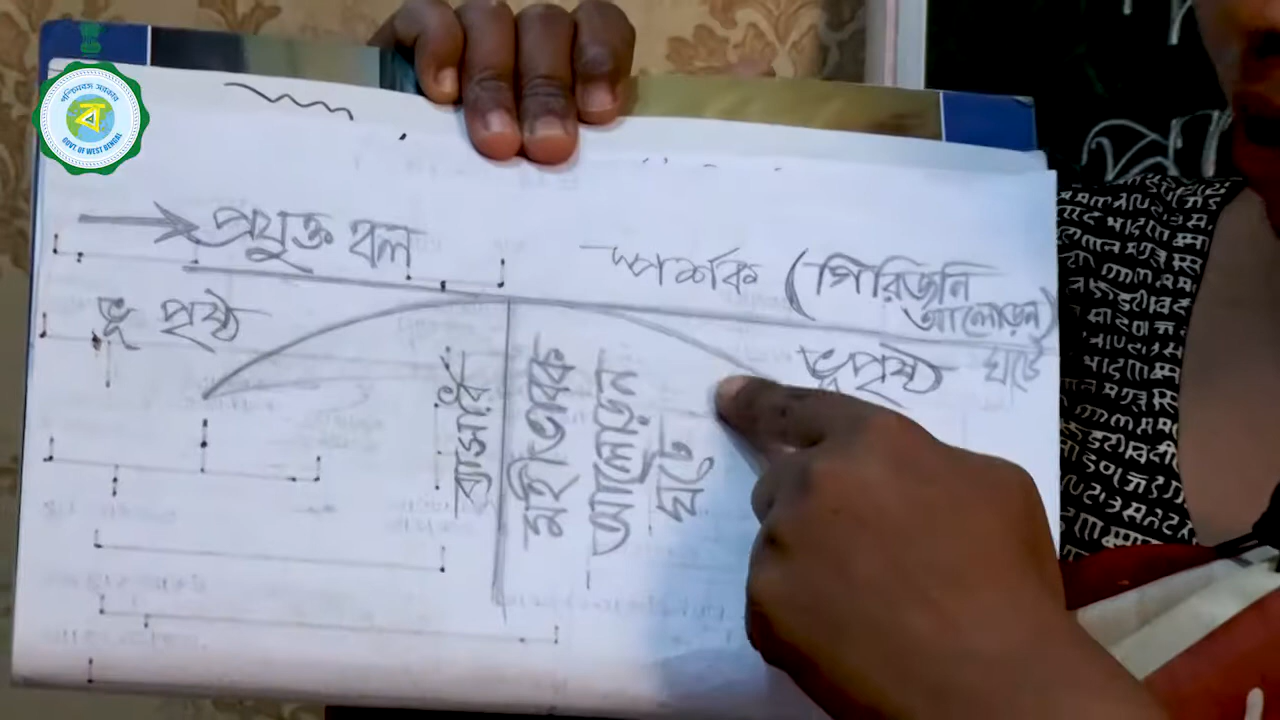 পশ্চিমবঙ্গ সরকার
ব
GOVT. OF WEST BENGAL
প্রযুক্ত বল
স্পর্শক (গিরিজনি
আলোড়ন)
ঘটে
ভূ পৃষ্ঠ
ভূপৃষ্ঠ
ব্যাসার্ধ
মহীভাবক
আলোড়ন
ঘটে